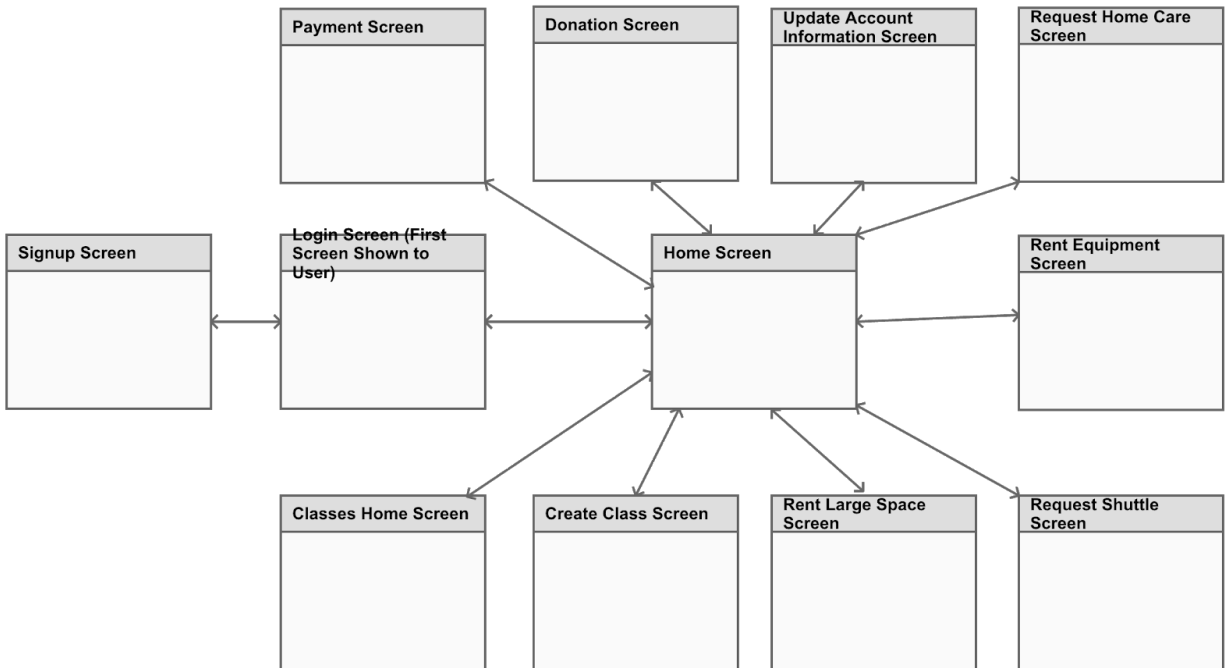 Payment Screen
Donation Screen
Update Account
Information Screen
Request Home Care
Screen
Signup Screen
Login Screen (First
Screen Shown to
User)
Home Screen
Rent Equipment
Screen
Classes Home Screen
Create Class Screen
Rent Large Space
Screen
Request Shuttle
Screen